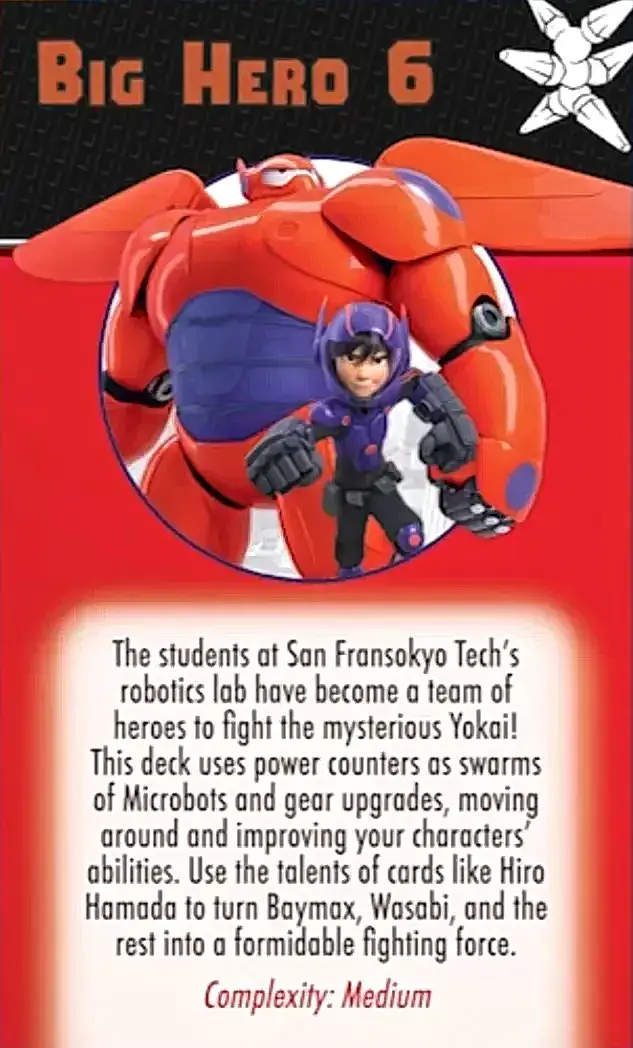 Big Hero 6
The students at San Fransokyo Tech's
robotics lab have become a team of
heroes to fight the mysterious Yokai!
This deck uses power counters as swarms
of Microbots and gear upgrades, moving
around and improving your characters'
abilities. Use the talents of cards like Hiro
Hamada to turn Baymax, Wasabi, and the
rest into a formidable fighting force.
Complexity: Medium